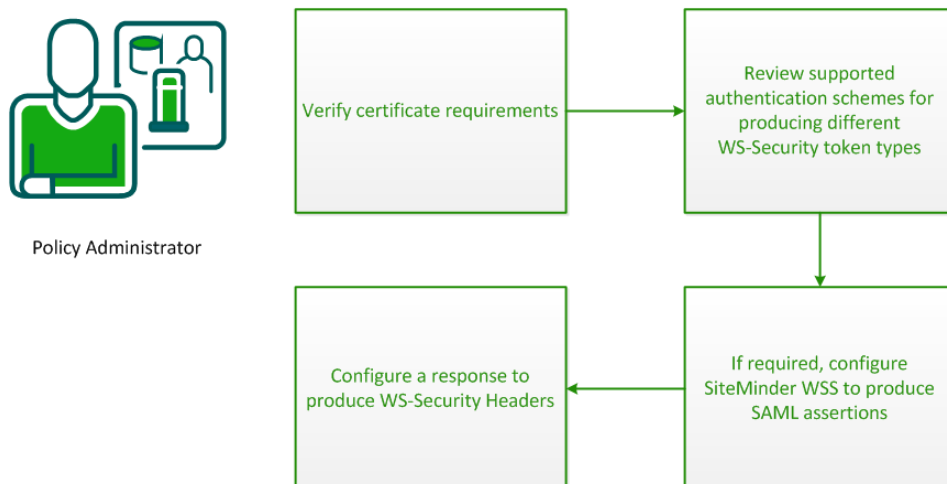 Verify certificate requirements
Review supported
authentication schemes for
producing different
WS-Security token types
Policy Administrator
Configure a response to
produce WS-Security Headers
If required, configure
SiteMinder WSS to produce
SAML assertions